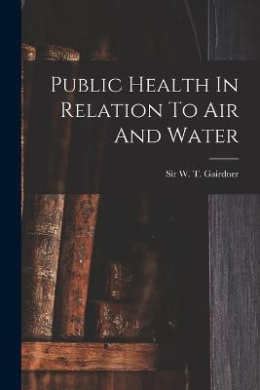 Public Health In
Relation To Air
And Water
Sir W. T. Gairdner